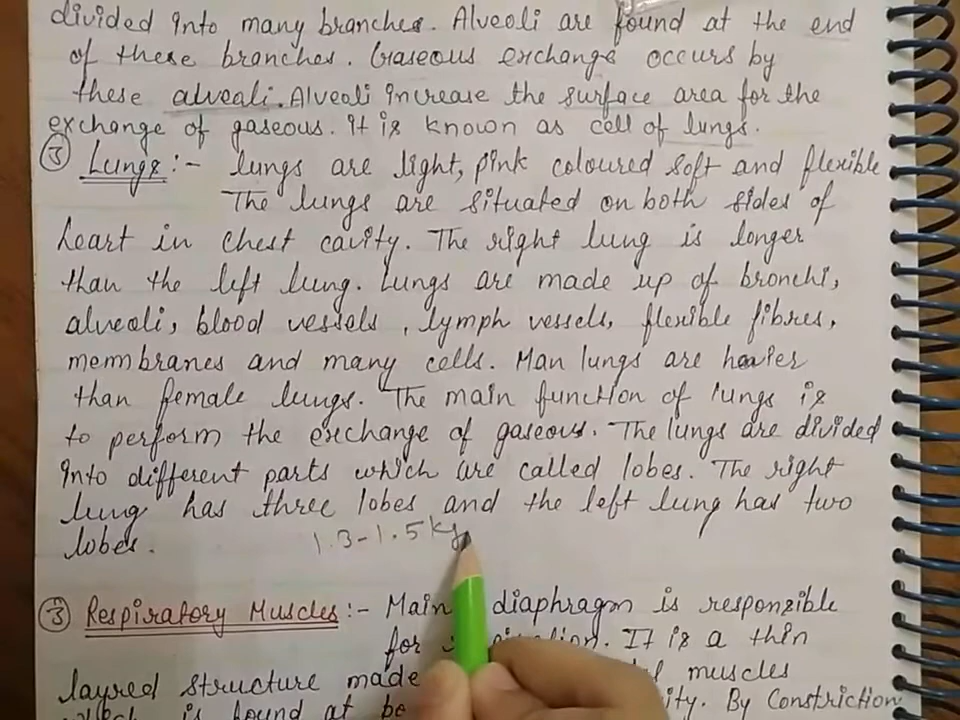 divided into many branches. Alveoli are found at the end
of these branches. Gaseous exchange occurs by
these alveoli. Alveoli increase the surface area for the
exchange of gaseous. it is known as cell of lungs.
③ Lungs :- lungs are light, pink coloured soft and flexible
The lungs are situated on both sides of
heart in chest cavity. The right lung is longer
than the left lung. Lungs are made up of bronchi,
alveoli, blood vessels, lymph vessels, flexible fibres,
membranes and many cells. Man lungs are havier
than female lungs. The main function of lungs is
to perform the exchange of gaseous. The lungs are divided
into different parts which are called lobes. The right
lung has three lobes and the left lung has two
lobes. 1.3-1.5 kg
③ Respiratory Muscles :- Main diaphragm is responsible
for It is a thin
layred structure made muscles
is found at By Constriction